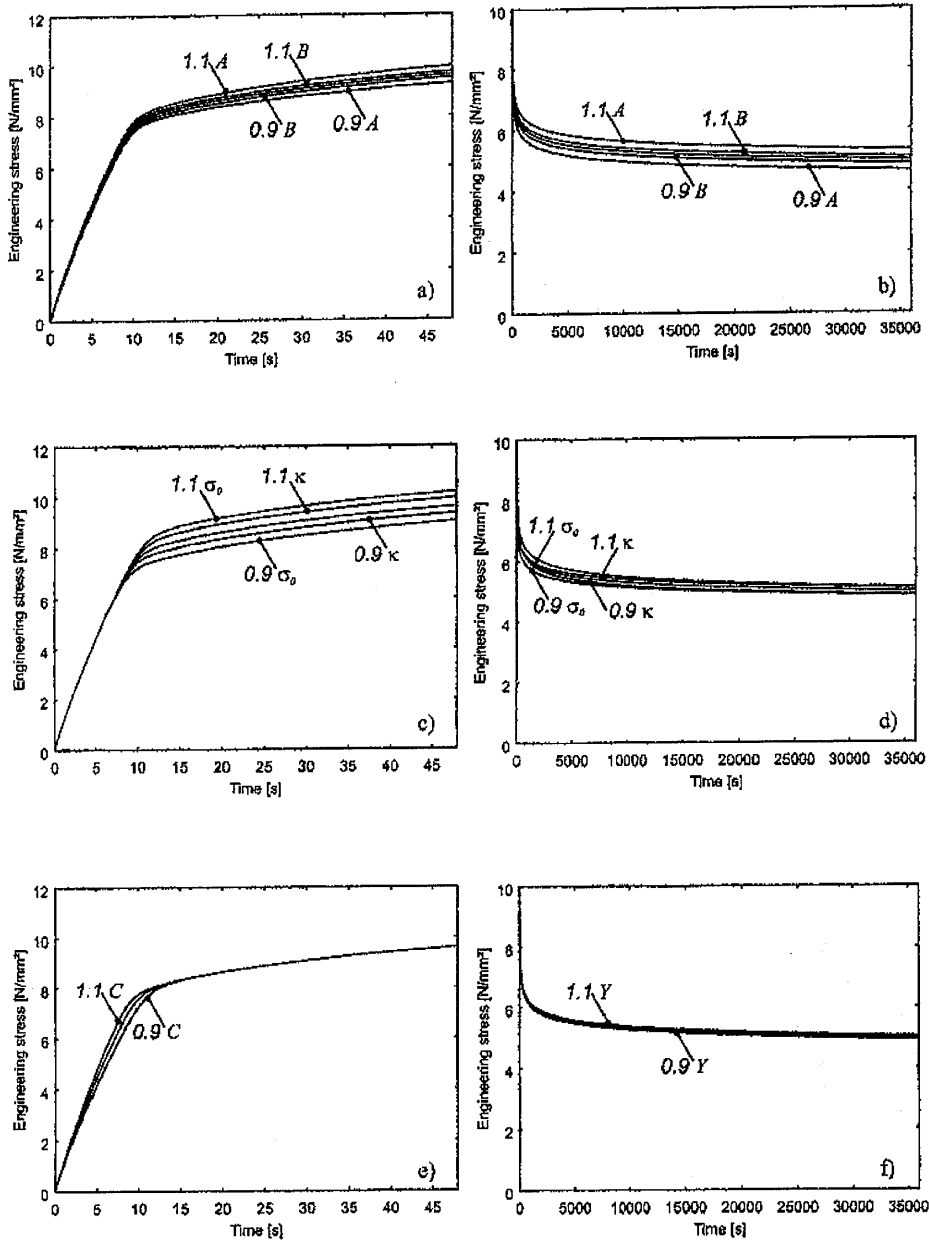 12
10
8
6
4
2
0
Engineering stress [N/mm²]
1.1 A
1.1 B
0.9 B
0.9 A
a)
0 5 10 15 20 25 30 35 40 45
Time [s]
10
8
6
4
2
0
Engineering stress [N/mm²]
1.1 A
1.1 B
0.9 B
0.9 A
b)
0 5000 10000 15000 20000 25000 30000 35000
Time [s]
12
10
8
6
4
2
0
Engineering stress [N/mm²]
1.1 σ₀
1.1 κ
0.9 σ₀
0.9 κ
c)
0 5 10 15 20 25 30 35 40 45
Time [s]
10
8
6
4
2
0
Engineering stress [N/mm²]
1.1 σ₀
1.1 κ
0.9 σ₀
0.9 κ
d)
0 5000 10000 15000 20000 25000 30000 35000
Time [s]
12
10
8
6
4
2
0
Engineering stress [N/mm²]
1.1 C
0.9 C
e)
0 5 10 15 20 25 30 35 40 45
Time [s]
10
8
6
4
2
0
Engineering stress [N/mm²]
1.1 Y
0.9 Y
f)
0 5000 10000 15000 20000 25000 30000 35000
Time [s]